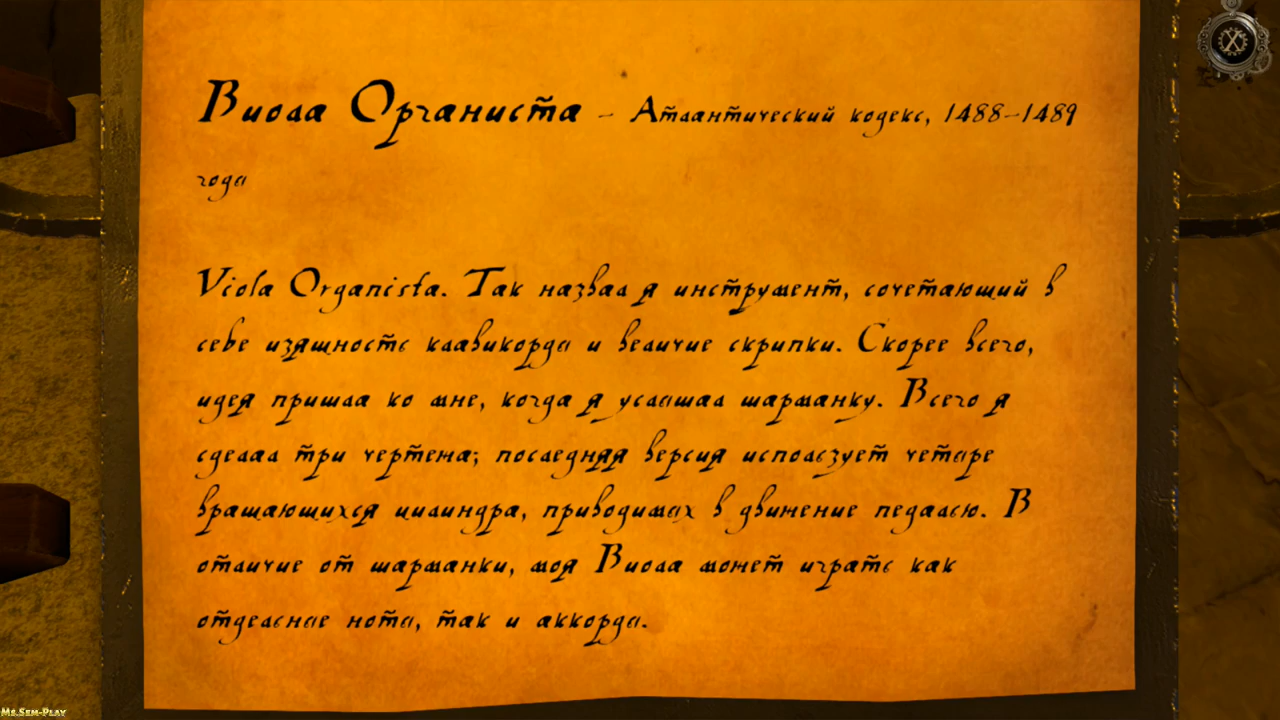 Виола Органиста – Атлантический кодекс, 1488–1489
года
Viola Organista. Так назвал я инструмент, сочетающий в
себе изящность клавикорда и величие скрипки. Скорее всего,
идея пришла ко мне, когда я услышал шарманку. Всего я
сделал три чертежа; последняя версия использует четыре
вращающихся цилиндра, приводимых в движение педалью. В
отличие от шарманки, моя Виола может играть как
отдельные ноты, так и аккорды.
Ms.Sem-Play